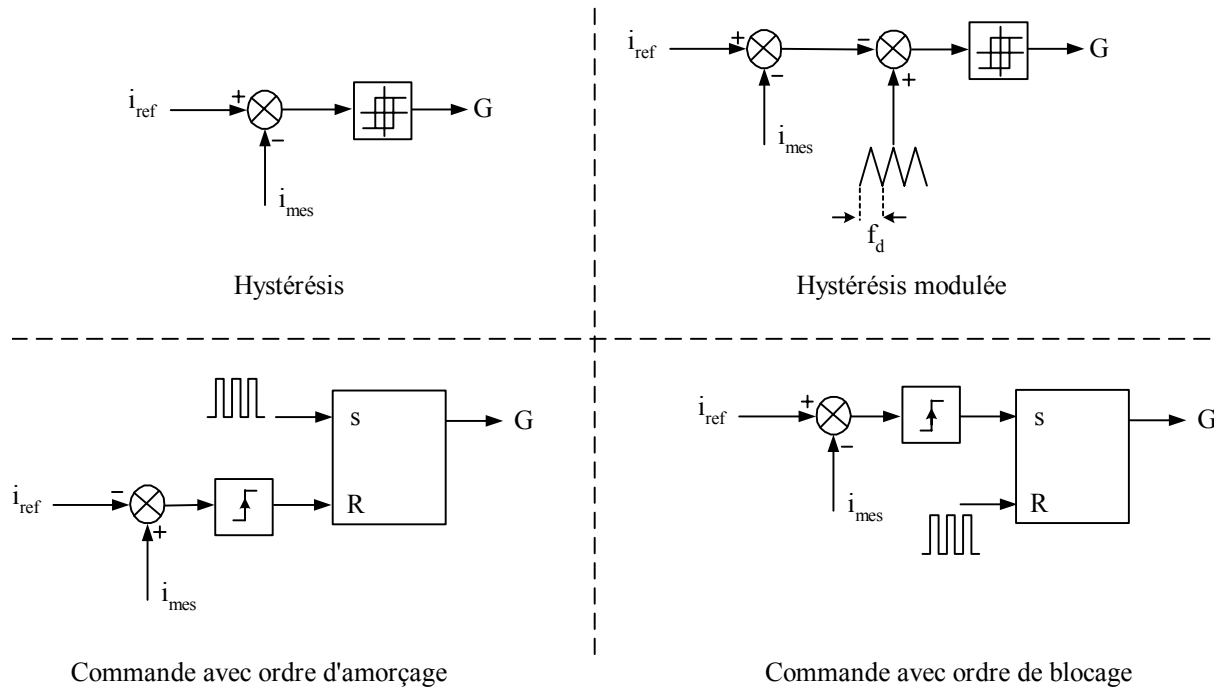 i_ref
+
−
i_mes
G
Hystérésis
i_ref
+
−
i_mes
−
+
f_d
G
Hystérésis modulée
s
G
i_ref
−
+
R
i_mes
Commande avec ordre d'amorçage
i_ref
+
−
i_mes
s
G
R
Commande avec ordre de blocage